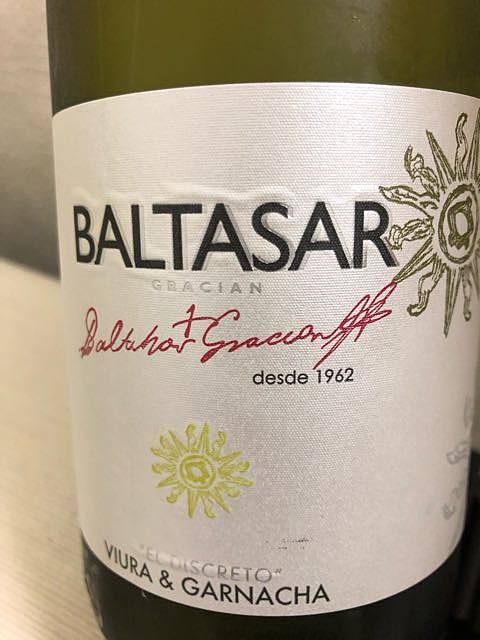 BALTASAR
GRACIAN
Baltasar Gracian
desde 1962
"EL DISCRETO"
VIURA & GARNACHA